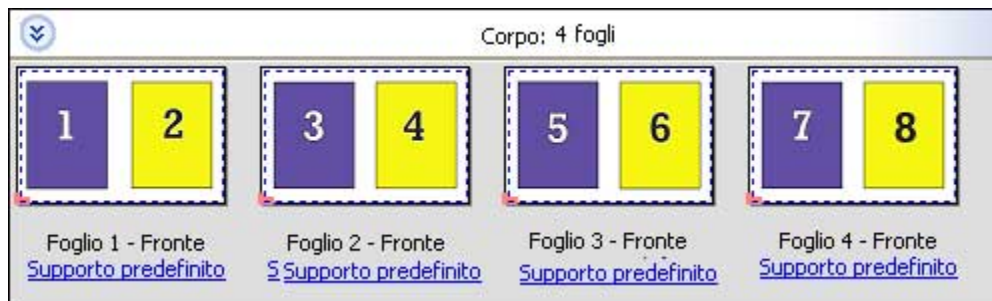 Corpo: 4 fogli
1 2 3 4 5 6 7 8
Foglio 1 - Fronte Foglio 2 - Fronte Foglio 3 - Fronte Foglio 4 - Fronte
Supporto predefinito S Supporto predefinito Supporto predefinito Supporto predefinito